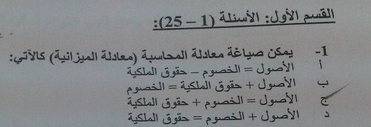 القسم الأول: الأسئلة (1 – 25):
1- يمكن صياغة معادلة المحاسبة (معادلة الميزانية) كالآتي:
أ الأصول = الخصوم – حقوق الملكية
ب الأصول + حقوق الملكية = الخصوم
ج الأصول = الخصوم + حقوق الملكية
د الأصول + الخصوم = حقوق الملكية